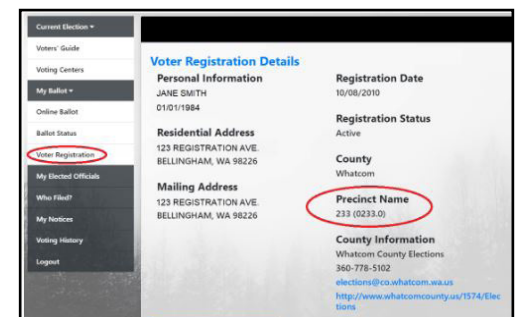 Current Election ▾
Voters' Guide
Voting Centers
My Ballot ▾
Online Ballot
Ballot Status
Voter Registration
My Elected Officials
Who Filed?
My Notices
Voting History
Logout
Voter Registration Details
Personal Information
JANE SMITH
01/01/1984
Residential Address
123 REGISTRATION AVE.
BELLINGHAM, WA 98226
Mailing Address
123 REGISTRATION AVE.
BELLINGHAM, WA 98226
Registration Date
10/08/2010
Registration Status
Active
County
Whatcom
Precinct Name
233 (0233.0)
County Information
Whatcom County Elections
360-778-5102
elections@co.whatcom.wa.us
http://www.whatcomcounty.us/1574/Elec
tions